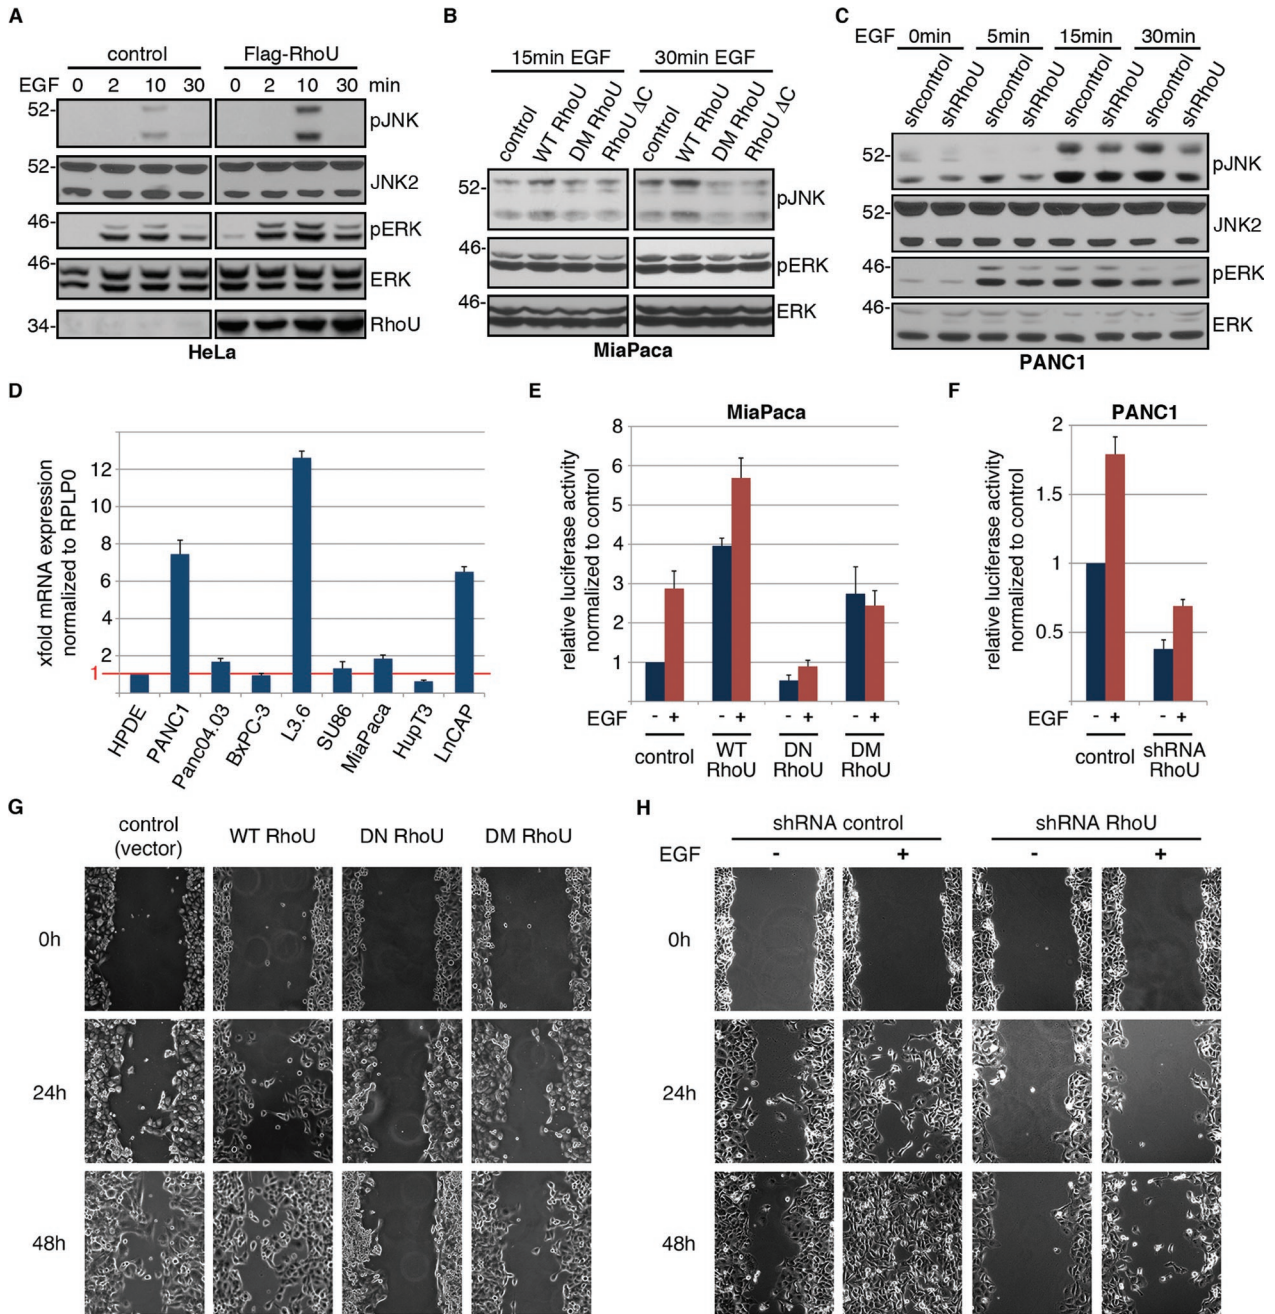 A
control Flag-RhoU
EGF 0 2 10 30 0 2 10 30 min
52- pJNK
52- JNK2
46- pERK
46- ERK
34- RhoU
HeLa
B
15min EGF 30min EGF
control WT RhoU DM RhoU RhoU ΔC control WT RhoU DM RhoU RhoU ΔC
52- pJNK
46- pERK
46- ERK
MiaPaca
C
EGF 0min 5min 15min 30min
shcontrol shRhoU shcontrol shRhoU shcontrol shRhoU shcontrol shRhoU
52- pJNK
52- JNK2
46- pERK
46- ERK
PANC1
D
xfold mRNA expression
normalized to RPLP0
12
10
8
6
4
2
1
HPDE PANC1 Panc04.03 BxPC-3 L3.6 SU86 MiaPaca HupT3 LnCAP
E
MiaPaca
relative luciferase activity
normalized to control
8
7
6
5
4
3
2
1
EGF - + - + - + - +
control WT RhoU DN RhoU DM RhoU
F
PANC1
relative luciferase activity
normalized to control
2
1.5
1
0.5
EGF - + - +
control shRNA RhoU
G
control (vector) WT RhoU DN RhoU DM RhoU
0h
24h
48h
H
shRNA control shRNA RhoU
EGF - + - +
0h
24h
48h